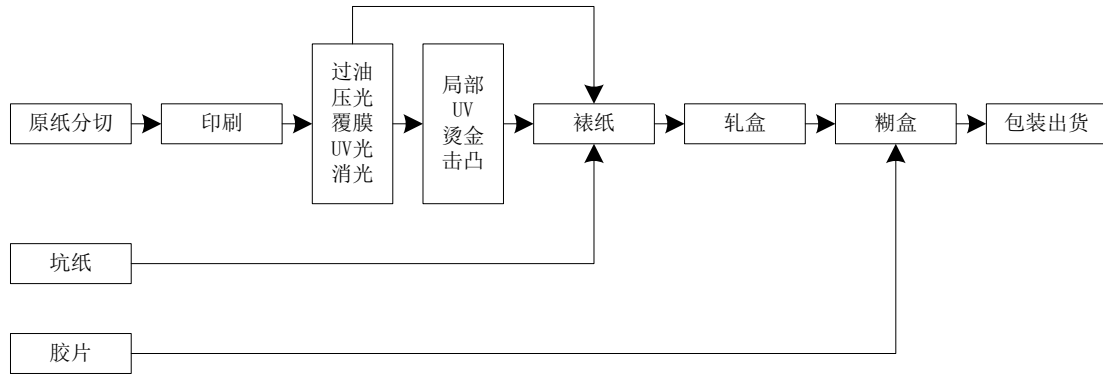 原纸分切
印刷
过油
压光
覆膜
UV光
消光
局部
UV
烫金
击凸
裱纸
轧盒
糊盒
包装出货
坑纸
胶片